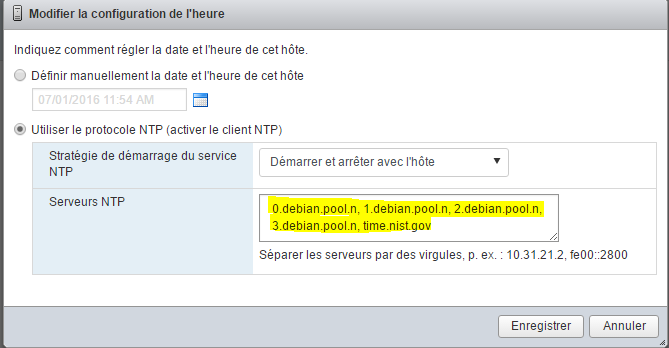 Modifier la configuration de l'heure
Indiquez comment régler la date et l'heure de cet hôte.
Définir manuellement la date et l'heure de cet hôte
07/01/2016 11:54 AM
Utiliser le protocole NTP (activer le client NTP)
Stratégie de démarrage du service
NTP
Démarrer et arrêter avec l'hôte
Serveurs NTP
0.debian.pool.n, 1.debian.pool.n, 2.debian.pool.n,
3.debian.pool.n, time.nist.gov
Séparer les serveurs par des virgules, p. ex. : 10.31.21.2, fe00::2800
Enregistrer
Annuler